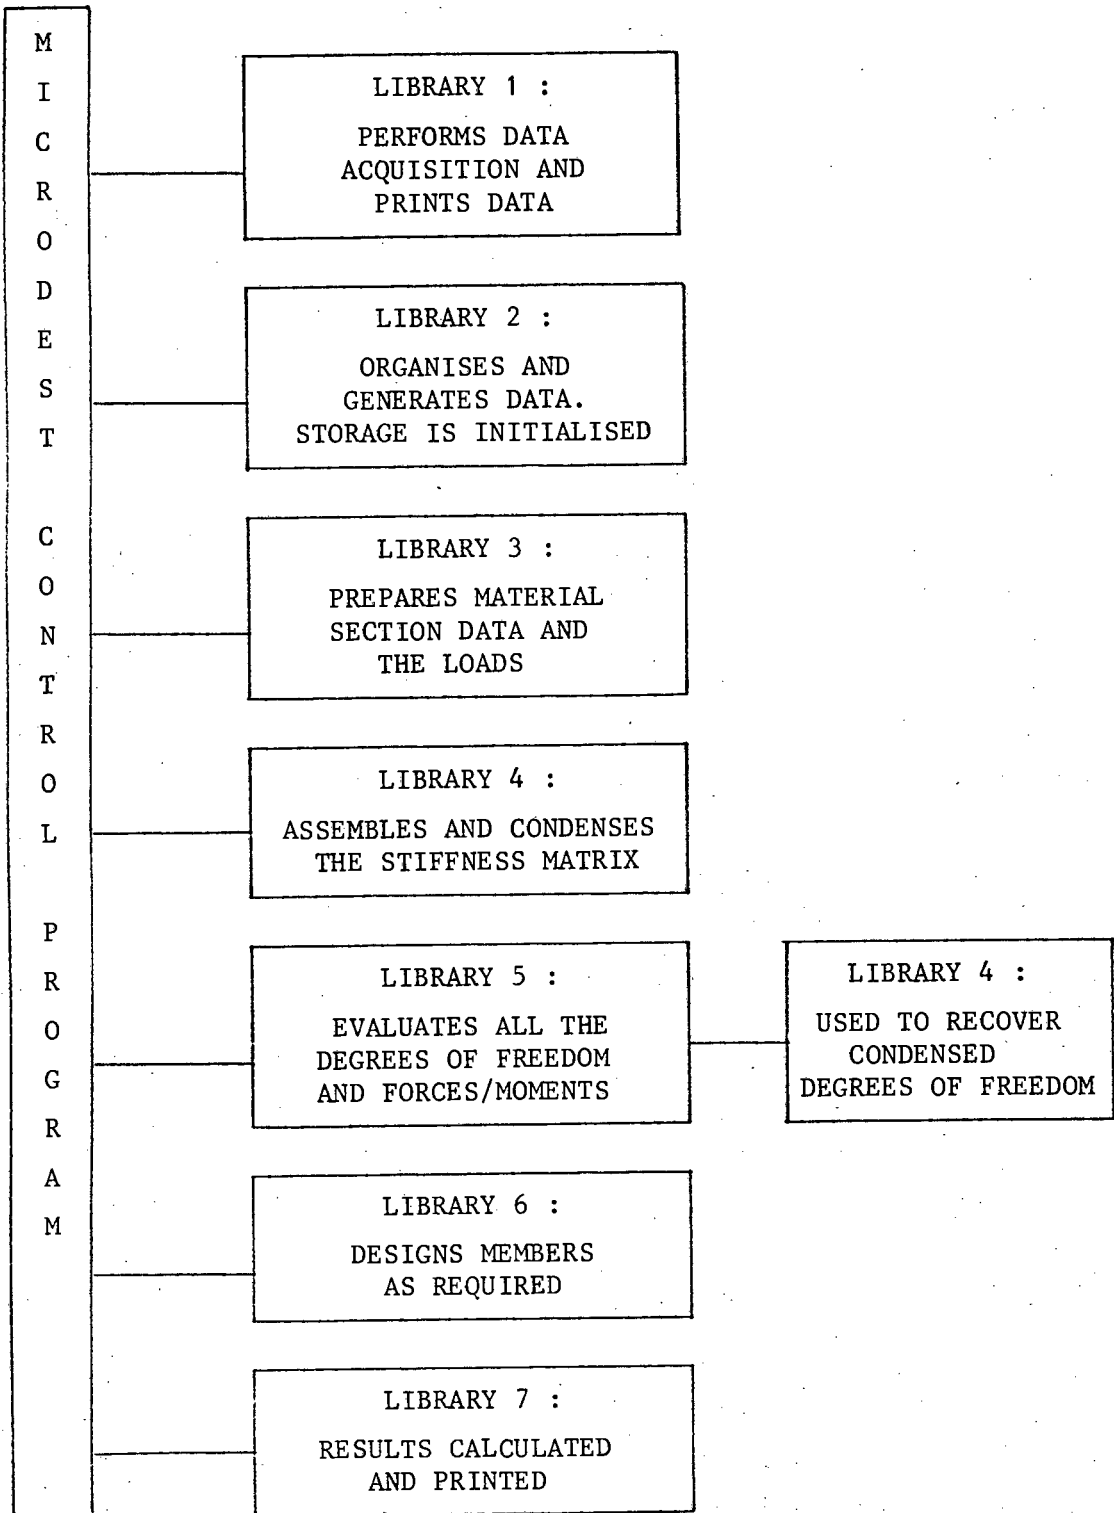 MICRODEST CONTROL PROGRAM
LIBRARY 1 :
PERFORMS DATA
ACQUISITION AND
PRINTS DATA
LIBRARY 2 :
ORGANISES AND
GENERATES DATA.
STORAGE IS INITIALISED
LIBRARY 3 :
PREPARES MATERIAL
SECTION DATA AND
THE LOADS
LIBRARY 4 :
ASSEMBLES AND CONDENSES
THE STIFFNESS MATRIX
LIBRARY 5 :
EVALUATES ALL THE
DEGREES OF FREEDOM
AND FORCES/MOMENTS
LIBRARY 4 :
USED TO RECOVER
CONDENSED
DEGREES OF FREEDOM
LIBRARY 6 :
DESIGNS MEMBERS
AS REQUIRED
LIBRARY 7 :
RESULTS CALCULATED
AND PRINTED